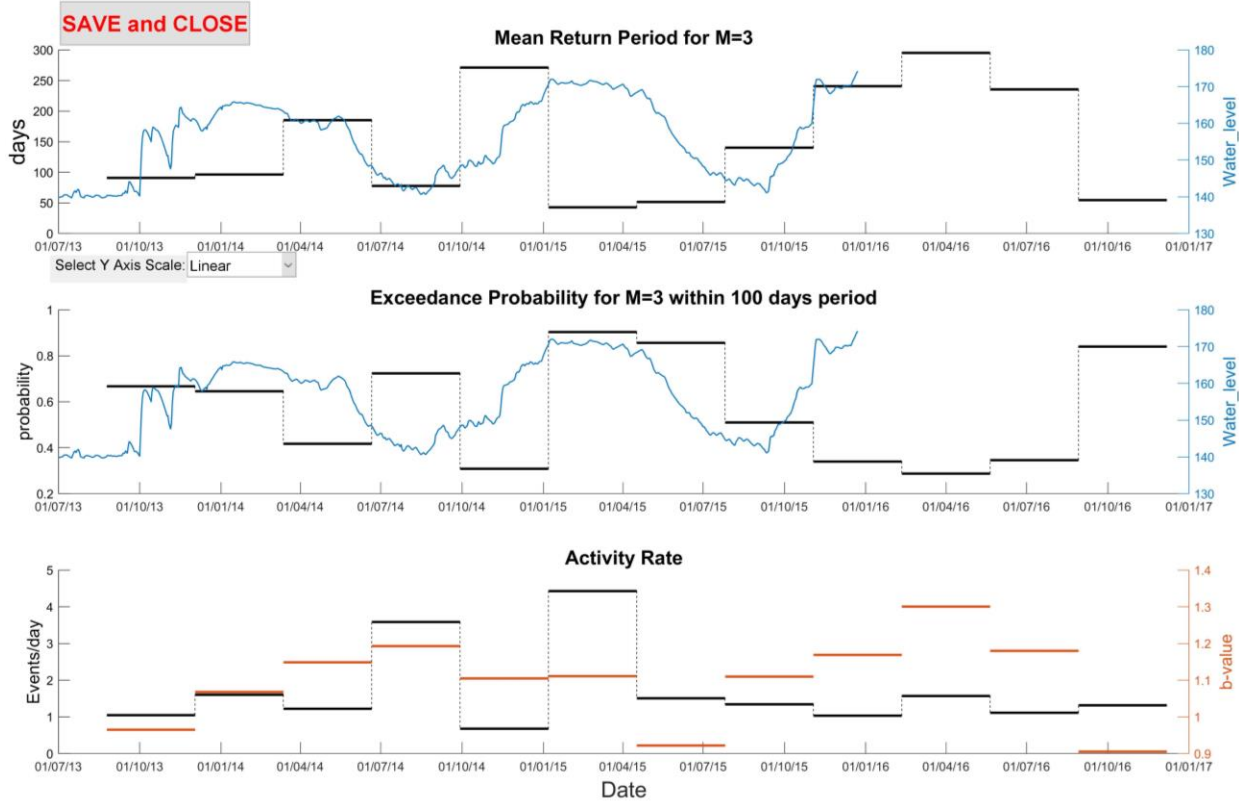 SAVE and CLOSE
Mean Return Period for M=3
300
250
200
150
100
50
0
days
180
170
160
150
140
130
Water_level
01/07/13 01/10/13 01/01/14 01/04/14 01/07/14 01/10/14 01/01/15 01/04/15 01/07/15 01/10/15 01/01/16 01/04/16 01/07/16 01/10/16 01/01/17
Select Y Axis Scale: Linear
Exceedance Probability for M=3 within 100 days period
1
0.8
0.6
0.4
0.2
probability
180
170
160
150
140
130
Water_level
01/07/13 01/10/13 01/01/14 01/04/14 01/07/14 01/10/14 01/01/15 01/04/15 01/07/15 01/10/15 01/01/16 01/04/16 01/07/16 01/10/16 01/01/17
Activity Rate
5
4
3
2
1
0
Events/day
1.4
1.3
1.2
1.1
1
0.9
b-value
01/07/13 01/10/13 01/01/14 01/04/14 01/07/14 01/10/14 01/01/15 01/04/15 01/07/15 01/10/15 01/01/16 01/04/16 01/07/16 01/10/16 01/01/17
Date